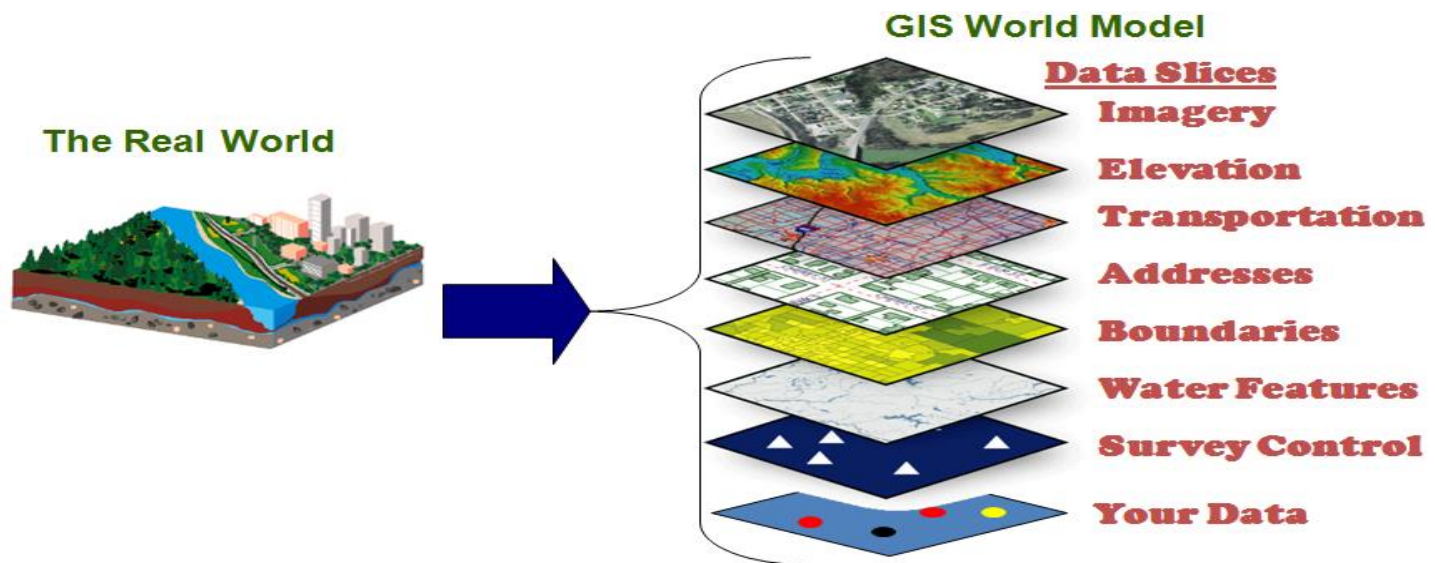 GIS World Model
Data Slices
Imagery
The Real World
Elevation
Transportation
Addresses
Boundaries
Water Features
Survey Control
Your Data